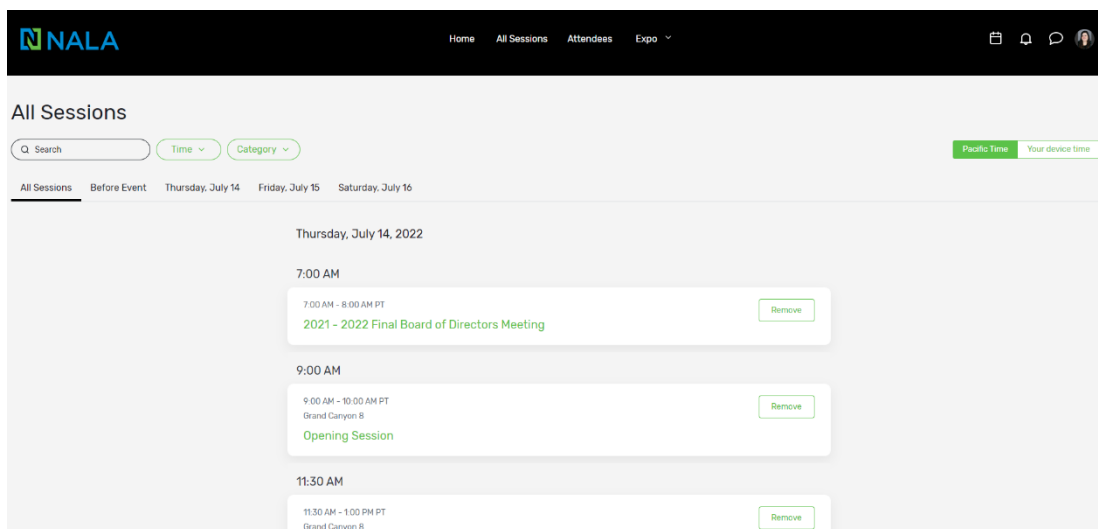 NALA
Home All Sessions Attendees Expo
All Sessions
Search Time Category
Pacific Time Your device time
All Sessions Before Event Thursday, July 14 Friday, July 15 Saturday, July 16
Thursday, July 14, 2022
7:00 AM
7:00 AM - 8:00 AM PT
Remove
2021 - 2022 Final Board of Directors Meeting
9:00 AM
9:00 AM - 10:00 AM PT
Remove
Grand Canyon 8
Opening Session
11:30 AM
11:30 AM - 1:00 PM PT
Remove
Grand Canyon 8